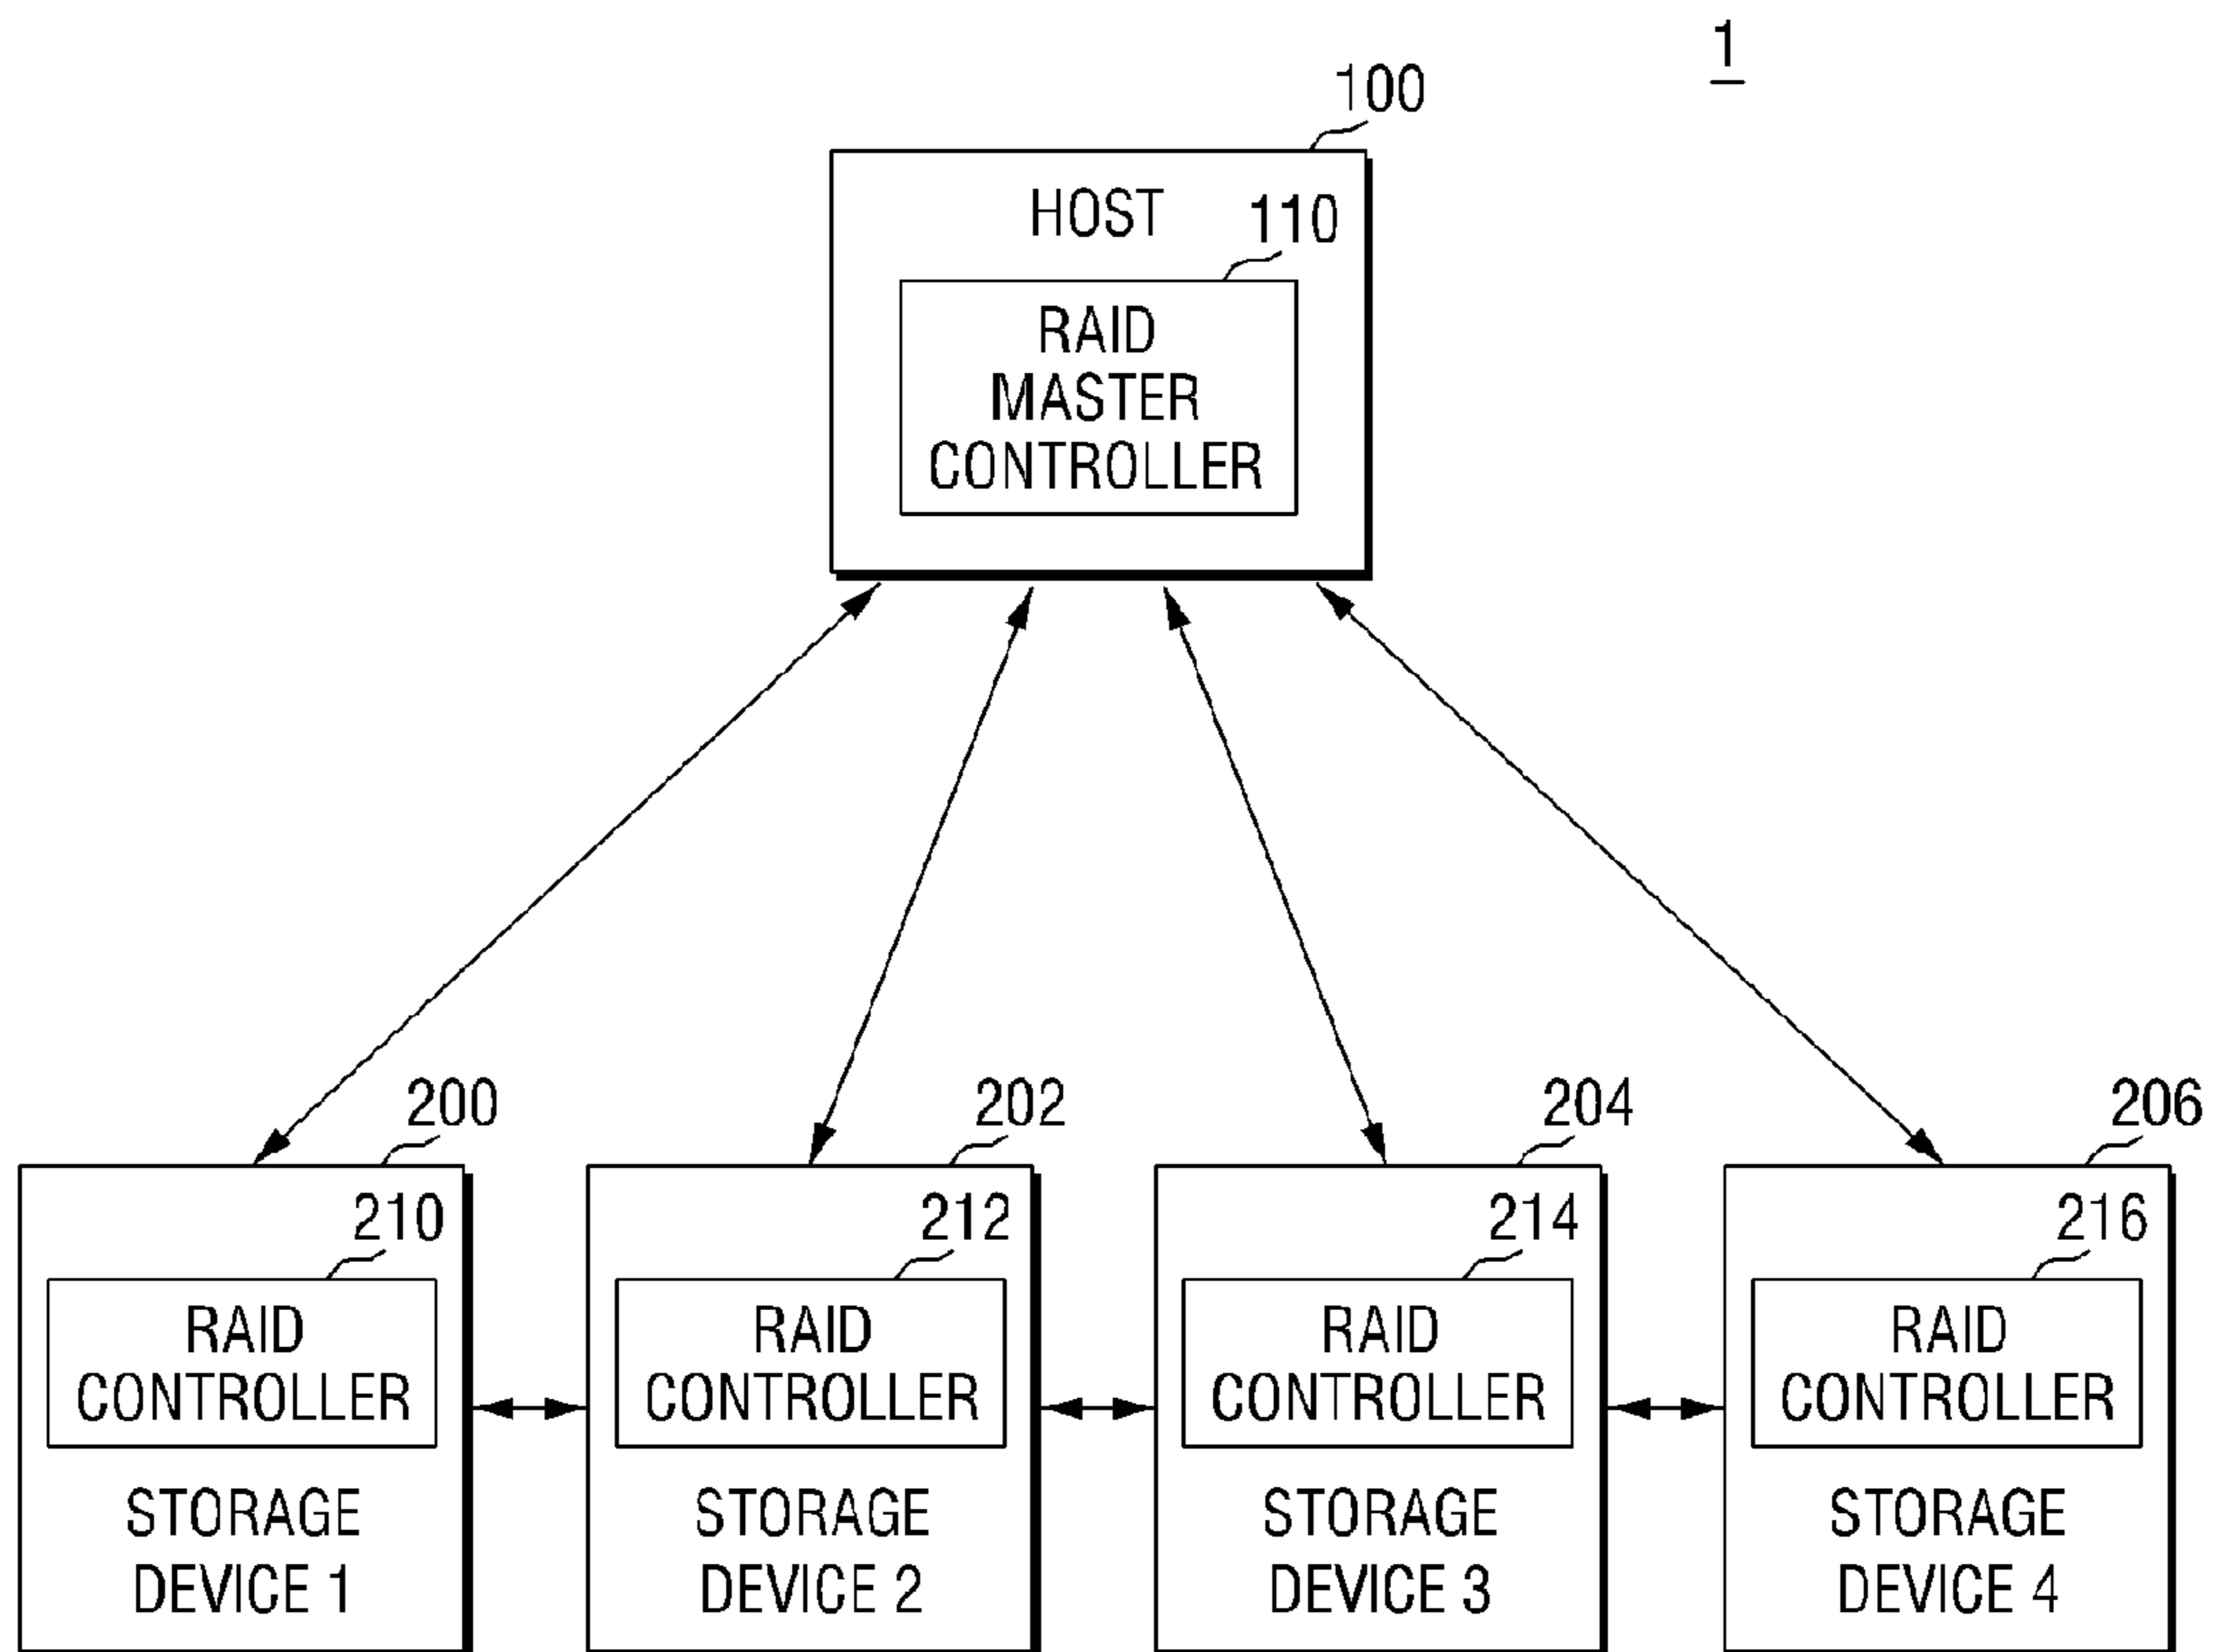 1
100
HOST
110
RAID
MASTER
CONTROLLER
200
202
204
206
210
212
214
216
RAID
CONTROLLER
STORAGE
DEVICE 1
RAID
CONTROLLER
STORAGE
DEVICE 2
RAID
CONTROLLER
STORAGE
DEVICE 3
RAID
CONTROLLER
STORAGE
DEVICE 4